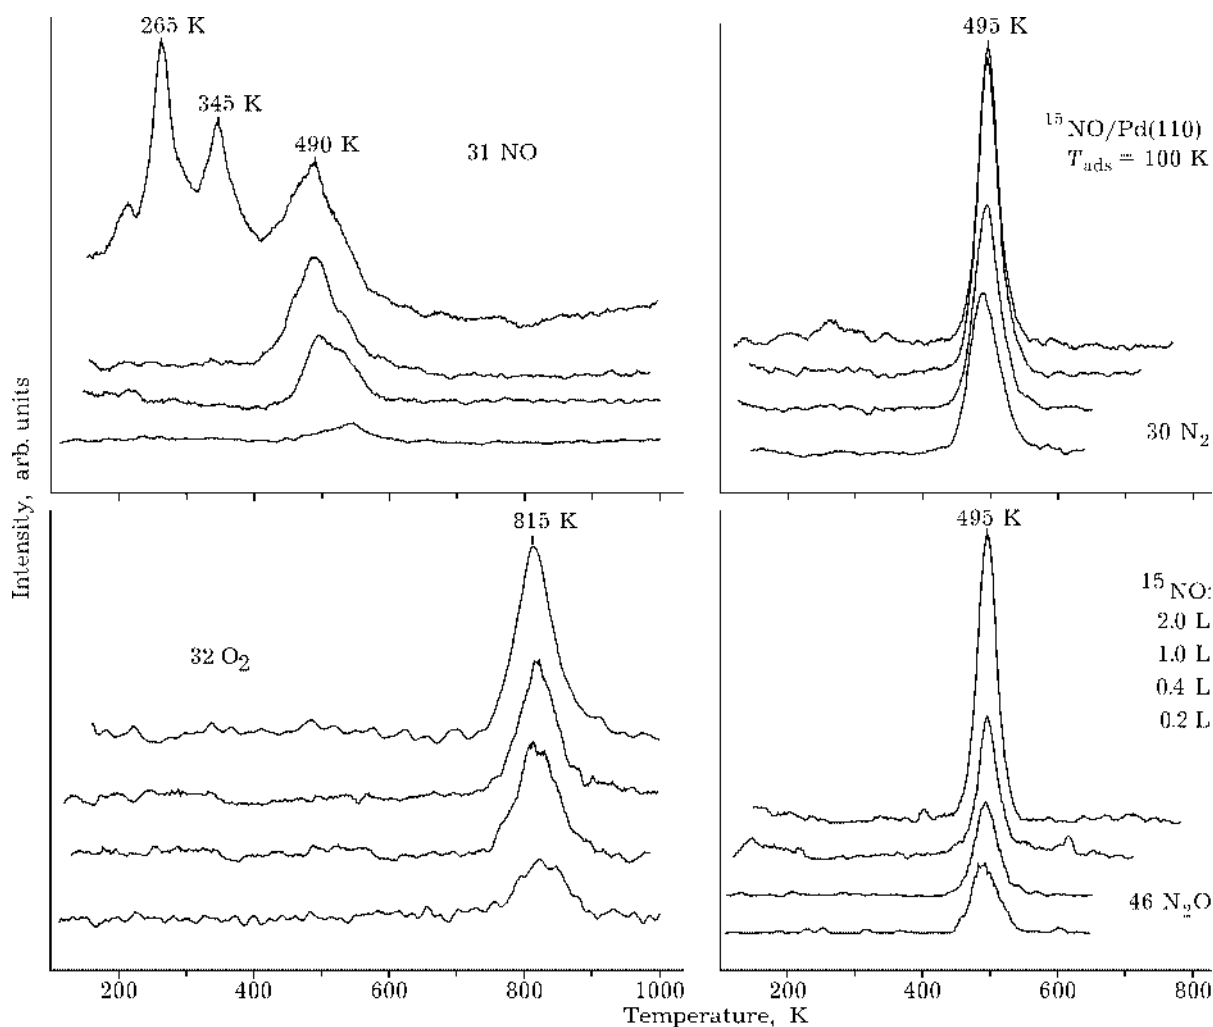 265 K
345 K
490 K
31 NO
495 K
15NO/Pd(110)
Tads = 100 K
30 N2
Intensity, arb. units
200 400 600 800 1000
200 400 600 800
815 K
32 O2
495 K
15NO:
2.0 L
1.0 L
0.4 L
0.2 L
46 N2O
Temperature, K